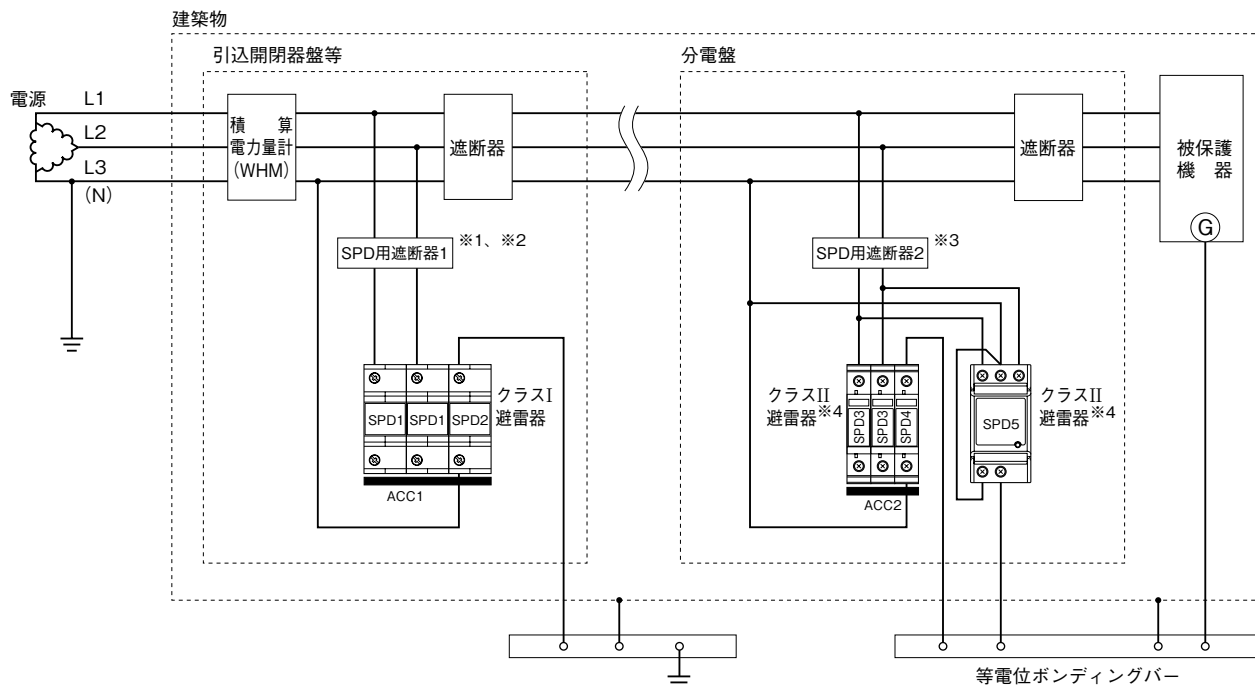 建築物
引込開閉器盤等
分電盤
電源
L1
L2
L3
(N)
積 算
電力量計
(WHM)
遮断器
遮断器
被保護
機 器
G
SPD用遮断器1
※1、※2
SPD用遮断器2
※3
クラスI
避雷器
SPD1
SPD1
SPD2
ACC1
クラスII
避雷器※4
SPD3
SPD3
SPD4
ACC2
SPD5
クラスII
避雷器※4
等電位ボンディングバー